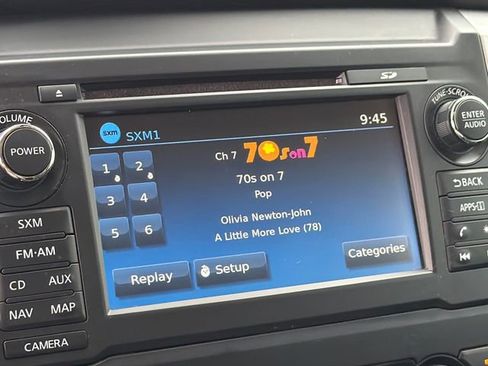 SD
VOLUME
POWER
SXM
FM·AM
CD AUX
NAV MAP
CAMERA
sxm SXM1
9:45
Ch 7 70s on 7
70s on 7
Pop
Olivia Newton-John
A Little More Love (78)
1 2
3 4
5 6
Replay
Setup
Categories
TUNE·SCROLL
ENTER
AUDIO
BACK
APPS·i